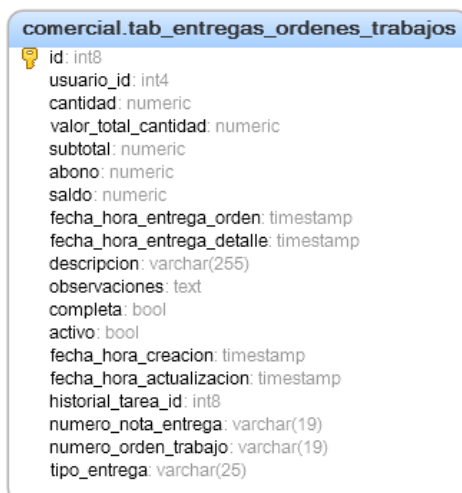 comercial.tab_entregas_ordenes_trabajos
id: int8
usuario_id: int4
cantidad: numeric
valor_total_cantidad: numeric
subtotal: numeric
abono: numeric
saldo: numeric
fecha_hora_entrega_orden: timestamp
fecha_hora_entrega_detalle: timestamp
descripcion: varchar(255)
observaciones: text
completa: bool
activo: bool
fecha_hora_creacion: timestamp
fecha_hora_actualizacion: timestamp
historial_tarea_id: int8
numero_nota_entrega: varchar(19)
numero_orden_trabajo: varchar(19)
tipo_entrega: varchar(25)